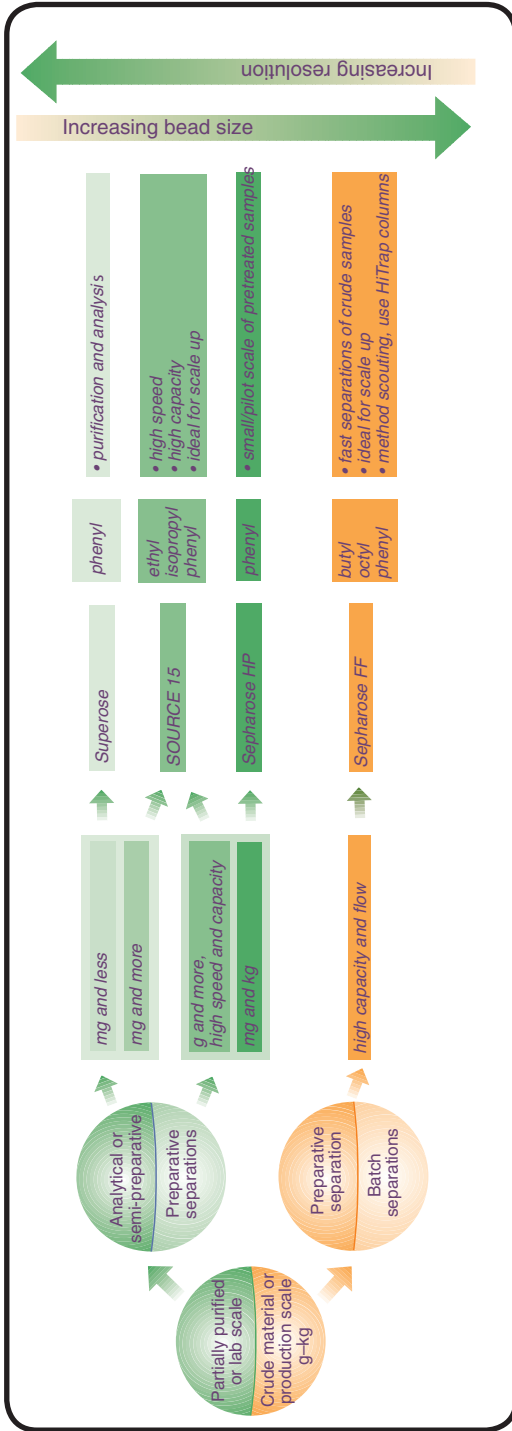 Partially purified
or lab scale
Crude material or
production scale
g–kg
Analytical or
semi-preparative
Preparative
separations
Preparative
separation
Batch
separations
mg and less
mg and more
g and more,
high speed and capacity
mg and kg
high capacity and flow
Superose
SOURCE 15
Sepharose HP
Sepharose FF
phenyl
ethyl
isopropyl
phenyl
phenyl
butyl
octyl
phenyl
• purification and analysis
• high speed
• high capacity
• ideal for scale up
• small/pilot scale of pretreated samples
• fast separations of crude samples
• ideal for scale up
• method scouting, use HiTrap columns
Increasing bead size
Increasing resolution